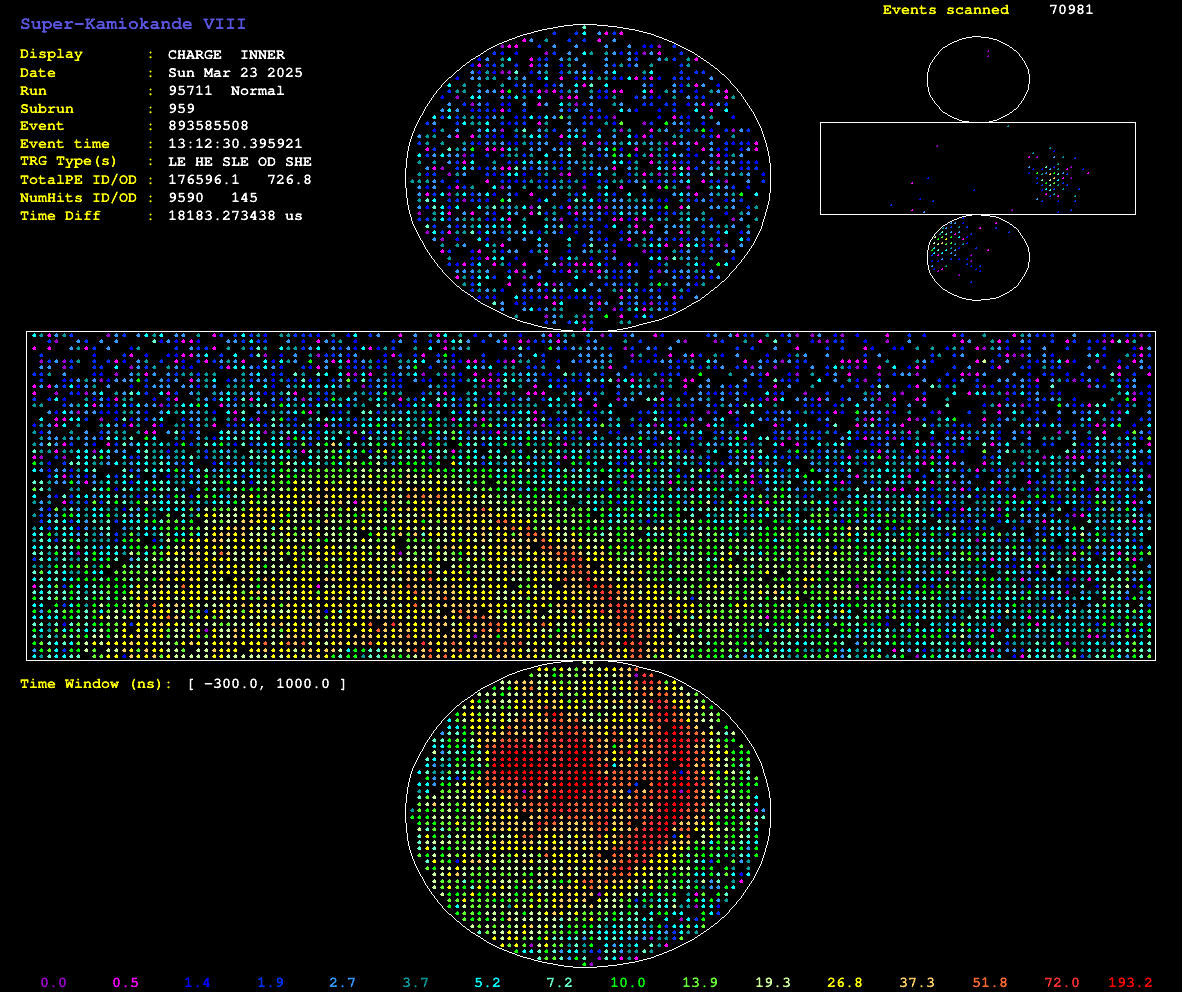 Super-Kamiokande VIII
Events scanned 70981
Display : CHARGE INNER
Date : Sun Mar 23 2025
Run : 95711 Normal
Subrun : 959
Event : 893585508
Event time : 13:12:30.395921
TRG Type(s) : LE HE SLE OD SHE
TotalPE ID/OD : 176596.1 726.8
NumHits ID/OD : 9590 145
Time Diff : 18183.273438 us
Time Window (ns): [ −300.0, 1000.0 ]
0.0 0.5 1.4 1.9 2.7 3.7 5.2 7.2 10.0 13.9 19.3 26.8 37.3 51.8 72.0 193.2